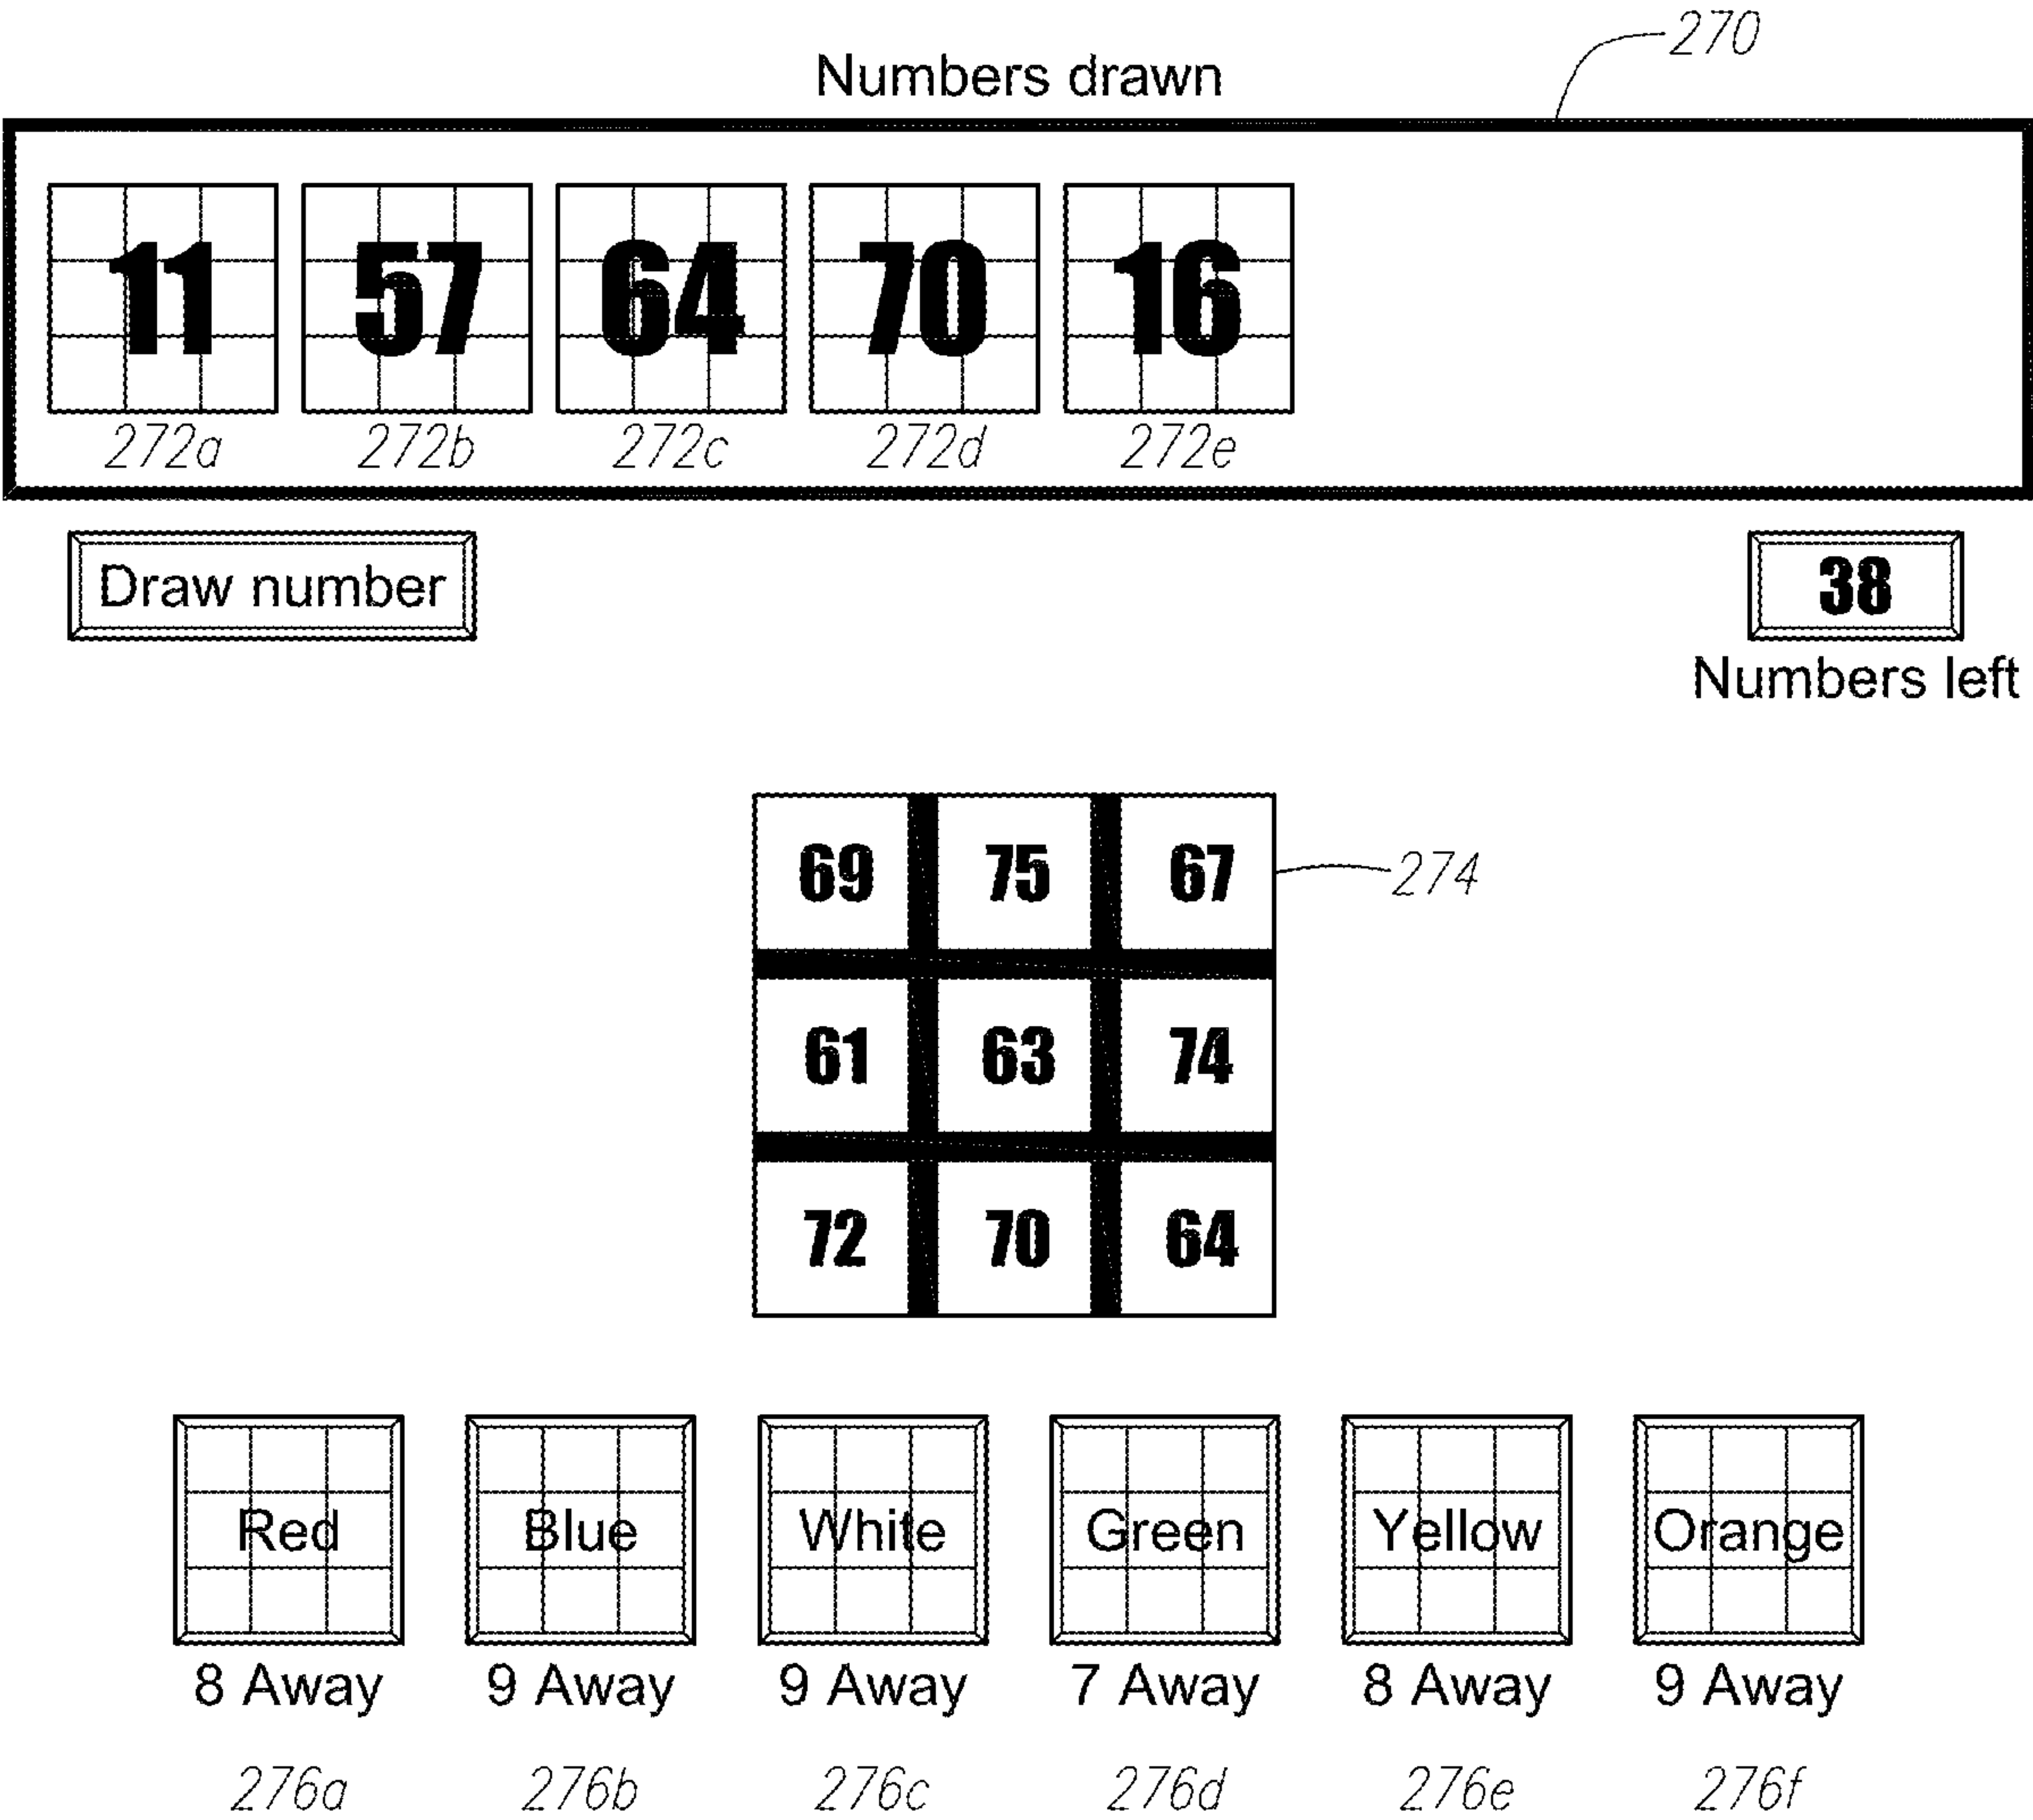 270
Numbers drawn
11 57 64 70 16
272a 272b 272c 272d 272e
Draw number
38
Numbers left
69 75 67
274
61 63 74
72 70 64
Red Blue White Green Yellow Orange
8 Away 9 Away 9 Away 7 Away 8 Away 9 Away
276a 276b 276c 276d 276e 276f